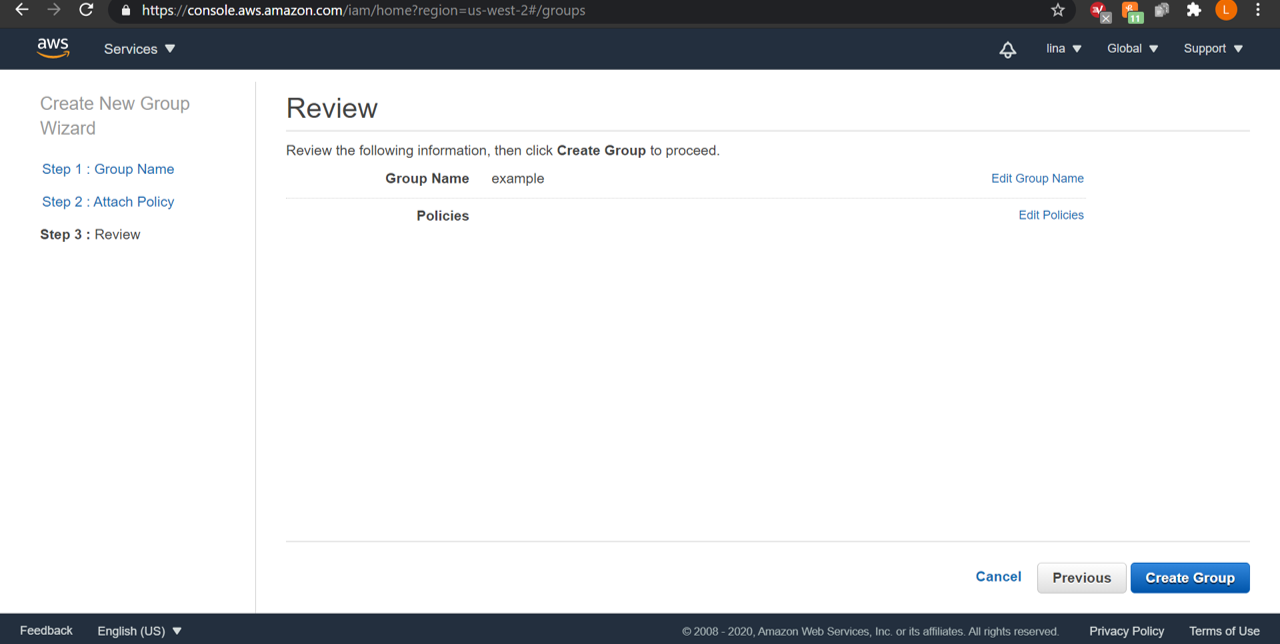 https://console.aws.amazon.com/iam/home?region=us-west-2#/groups
11
L
aws
Services
lina
Global
Support
Create New Group
Wizard
Step 1 : Group Name
Step 2 : Attach Policy
Step 3 : Review
Review
Review the following information, then click Create Group to proceed.
Group Name example Edit Group Name
Policies Edit Policies
Cancel Previous Create Group
Feedback English (US) © 2008 - 2020, Amazon Web Services, Inc. or its affiliates. All rights reserved. Privacy Policy Terms of Use